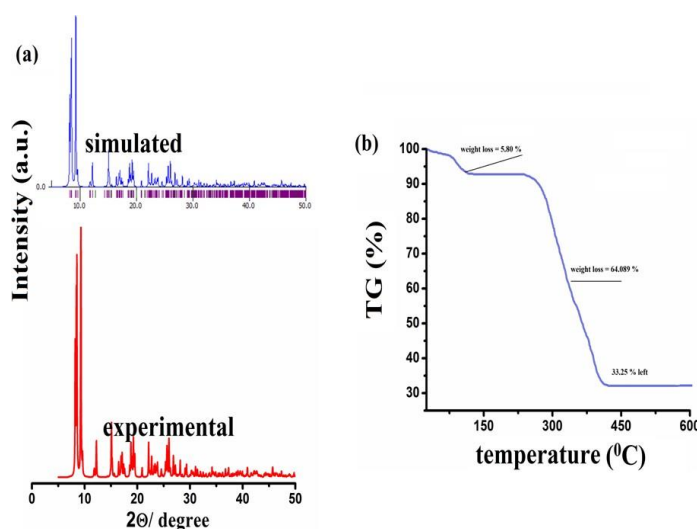 (a)
Intensity (a.u.)
simulated
0.0
10.0 20.0 30.0 40.0 50.0
experimental
0 10 20 30 40 50
2Θ/ degree
(b)
TG (%)
100
90
80
70
60
50
40
30
weight loss = 5.80 %
weight loss = 64.089 %
33.25 % left
150 300 450 600
temperature (⁰C)